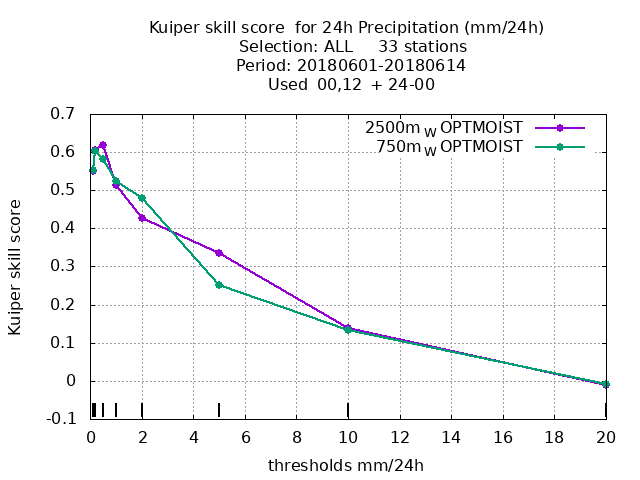 Kuiper skill score  for 24h Precipitation (mm/24h)
Selection: ALL     33 stations
Period: 20180601-20180614
Used  00,12  + 24-00
2500m W OPTMOIST
750m W OPTMOIST
0.7
0.6
0.5
0.4
0.3
0.2
0.1
0
-0.1
Kuiper skill score
0 2 4 6 8 10 12 14 16 18 20
thresholds mm/24h